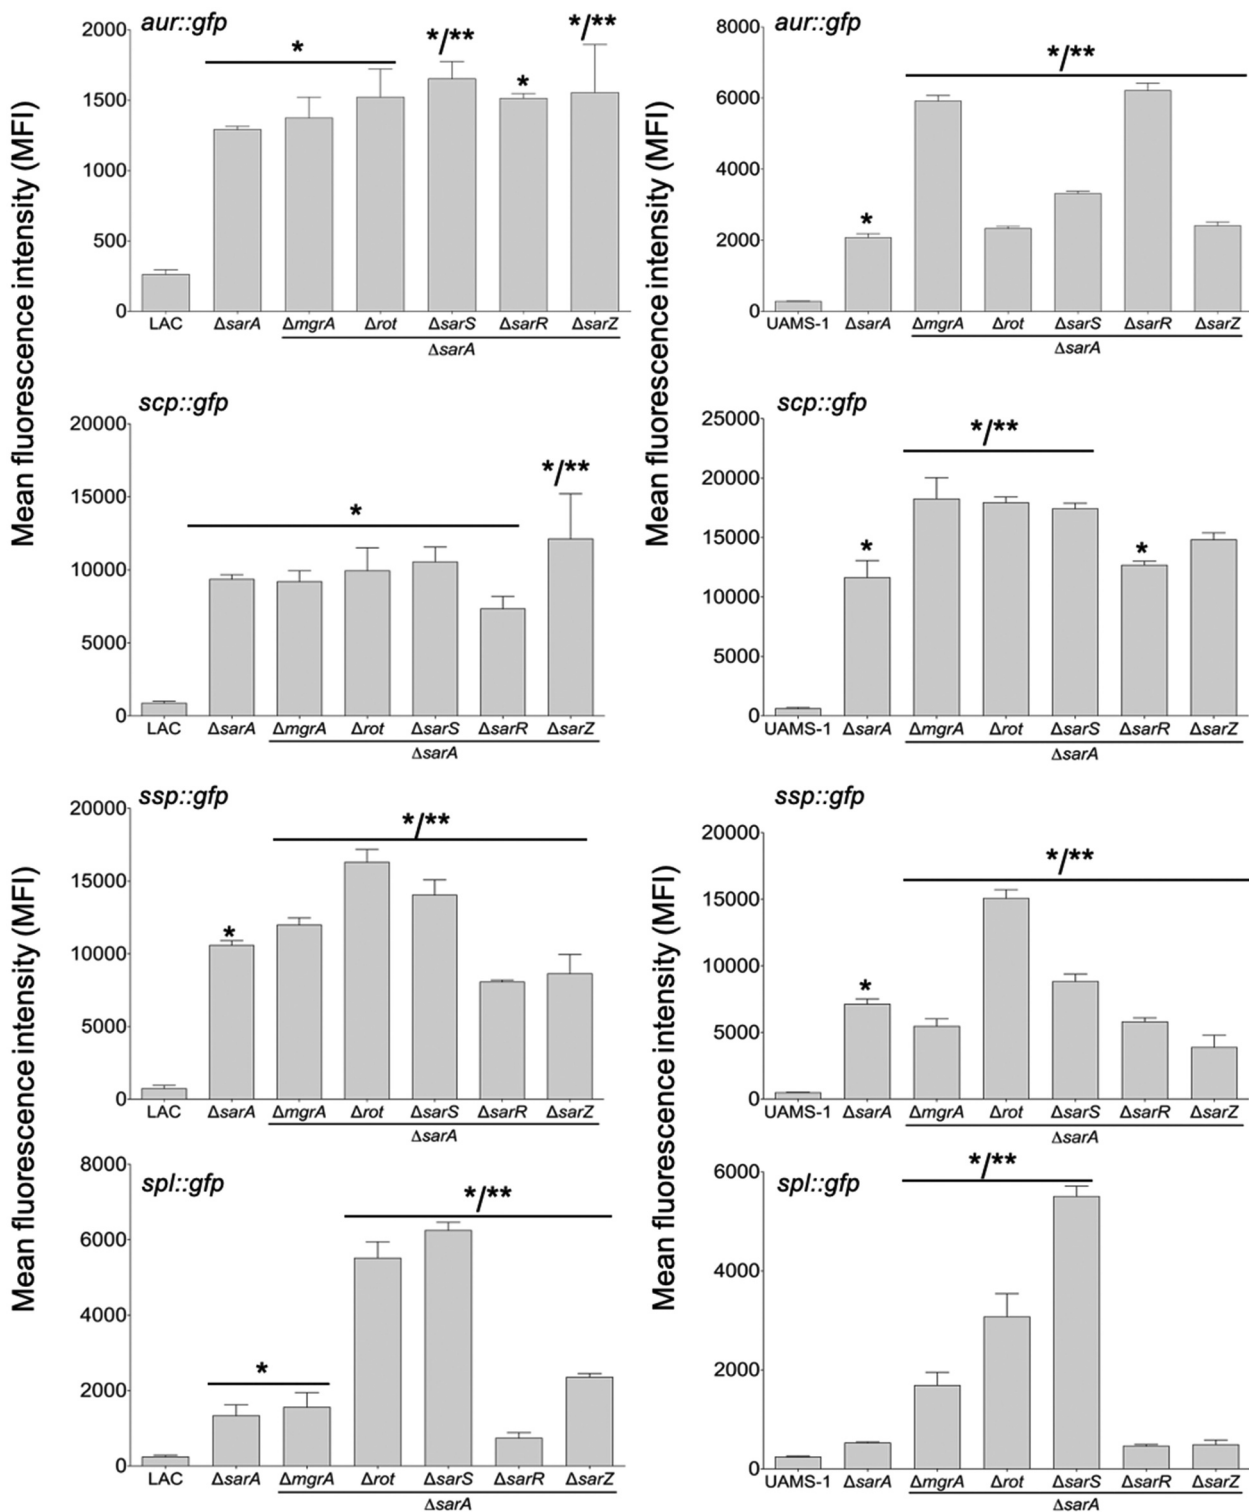 Mean fluorescence intensity (MFI)
aur::gfp
2000
1500
1000
500
0
*
*/**
*
*/**
LAC ΔsarA ΔmgrA Δrot ΔsarS ΔsarR ΔsarZ
ΔsarA
Mean fluorescence intensity (MFI)
aur::gfp
8000
6000
4000
2000
0
*
*/**
UAMS-1 ΔsarA ΔmgrA Δrot ΔsarS ΔsarR ΔsarZ
ΔsarA
scp::gfp
20000
15000
10000
5000
0
*
*/**
LAC ΔsarA ΔmgrA Δrot ΔsarS ΔsarR ΔsarZ
ΔsarA
scp::gfp
25000
20000
15000
10000
5000
0
*
*/**
*
UAMS-1 ΔsarA ΔmgrA Δrot ΔsarS ΔsarR ΔsarZ
ΔsarA
Mean fluorescence intensity (MFI)
ssp::gfp
20000
15000
10000
5000
0
*
*/**
LAC ΔsarA ΔmgrA Δrot ΔsarS ΔsarR ΔsarZ
ΔsarA
Mean fluorescence intensity (MFI)
ssp::gfp
20000
15000
10000
5000
0
*
*/**
UAMS-1 ΔsarA ΔmgrA Δrot ΔsarS ΔsarR ΔsarZ
ΔsarA
spl::gfp
8000
6000
4000
2000
0
*
*/**
LAC ΔsarA ΔmgrA Δrot ΔsarS ΔsarR ΔsarZ
ΔsarA
spl::gfp
6000
4000
2000
0
*/**
UAMS-1 ΔsarA ΔmgrA Δrot ΔsarS ΔsarR ΔsarZ
ΔsarA